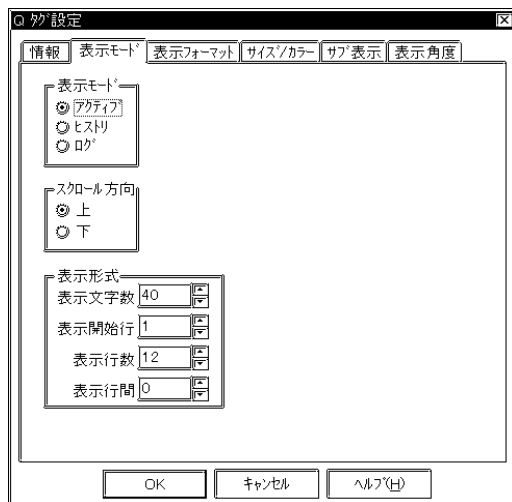 Q ﾀｸﾞ設定
情報 表示ﾓｰﾄﾞ 表示ﾌｫｰﾏｯﾄ ｻｲｽﾞ/ｶﾗｰ ｻﾌﾞ表示 表示角度
表示ﾓｰﾄﾞ
ｱｸﾃｨﾌﾞ
ﾋｽﾄﾘ
ﾛｸﾞ
ｽｸﾛｰﾙ方向
上
下
表示形式
表示文字数 40
表示開始行 1
表示行数 12
表示行間 0
OK ｷｬﾝｾﾙ ﾍﾙﾌﾟ(H)